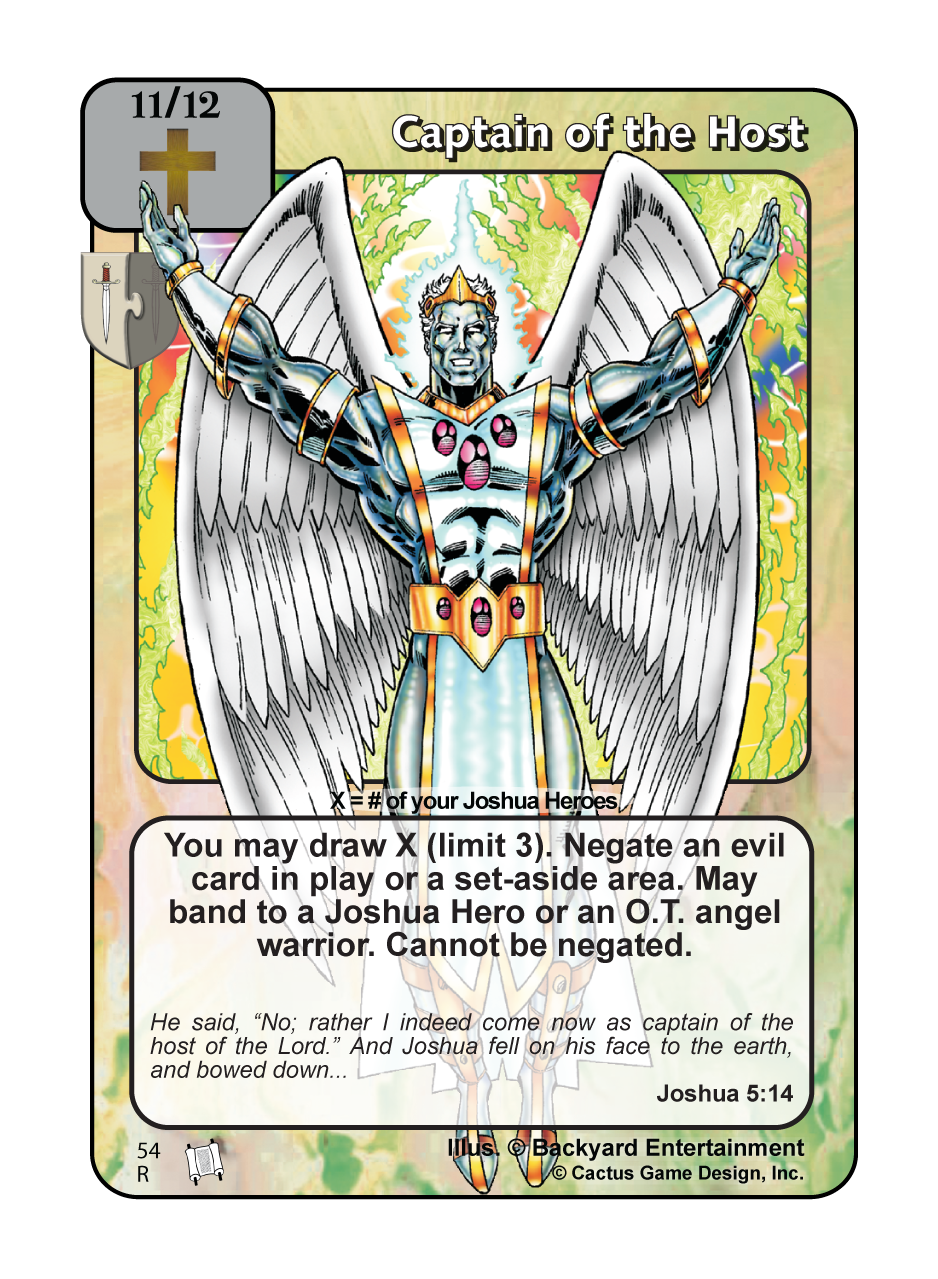 11/12
Captain of the Host
X = # of your Joshua Heroes.
You may draw X (limit 3). Negate an evil
card in play or a set-aside area. May
band to a Joshua Hero or an O.T. angel
warrior. Cannot be negated.
He said, “No; rather I indeed come now as captain of the
host of the Lord.” And Joshua fell on his face to the earth,
and bowed down...
Joshua 5:14
54
R
Illus. © Backyard Entertainment
© Cactus Game Design, Inc.